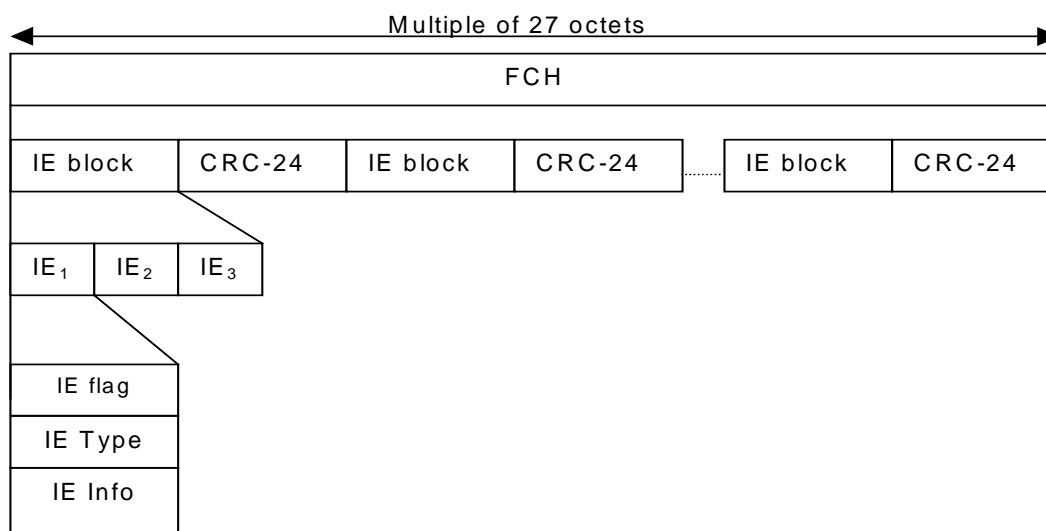 Multiple of 27 octets
FCH
IE block CRC-24 IE block CRC-24 IE block CRC-24
IE₁ IE₂ IE₃
IE flag
IE Type
IE Info